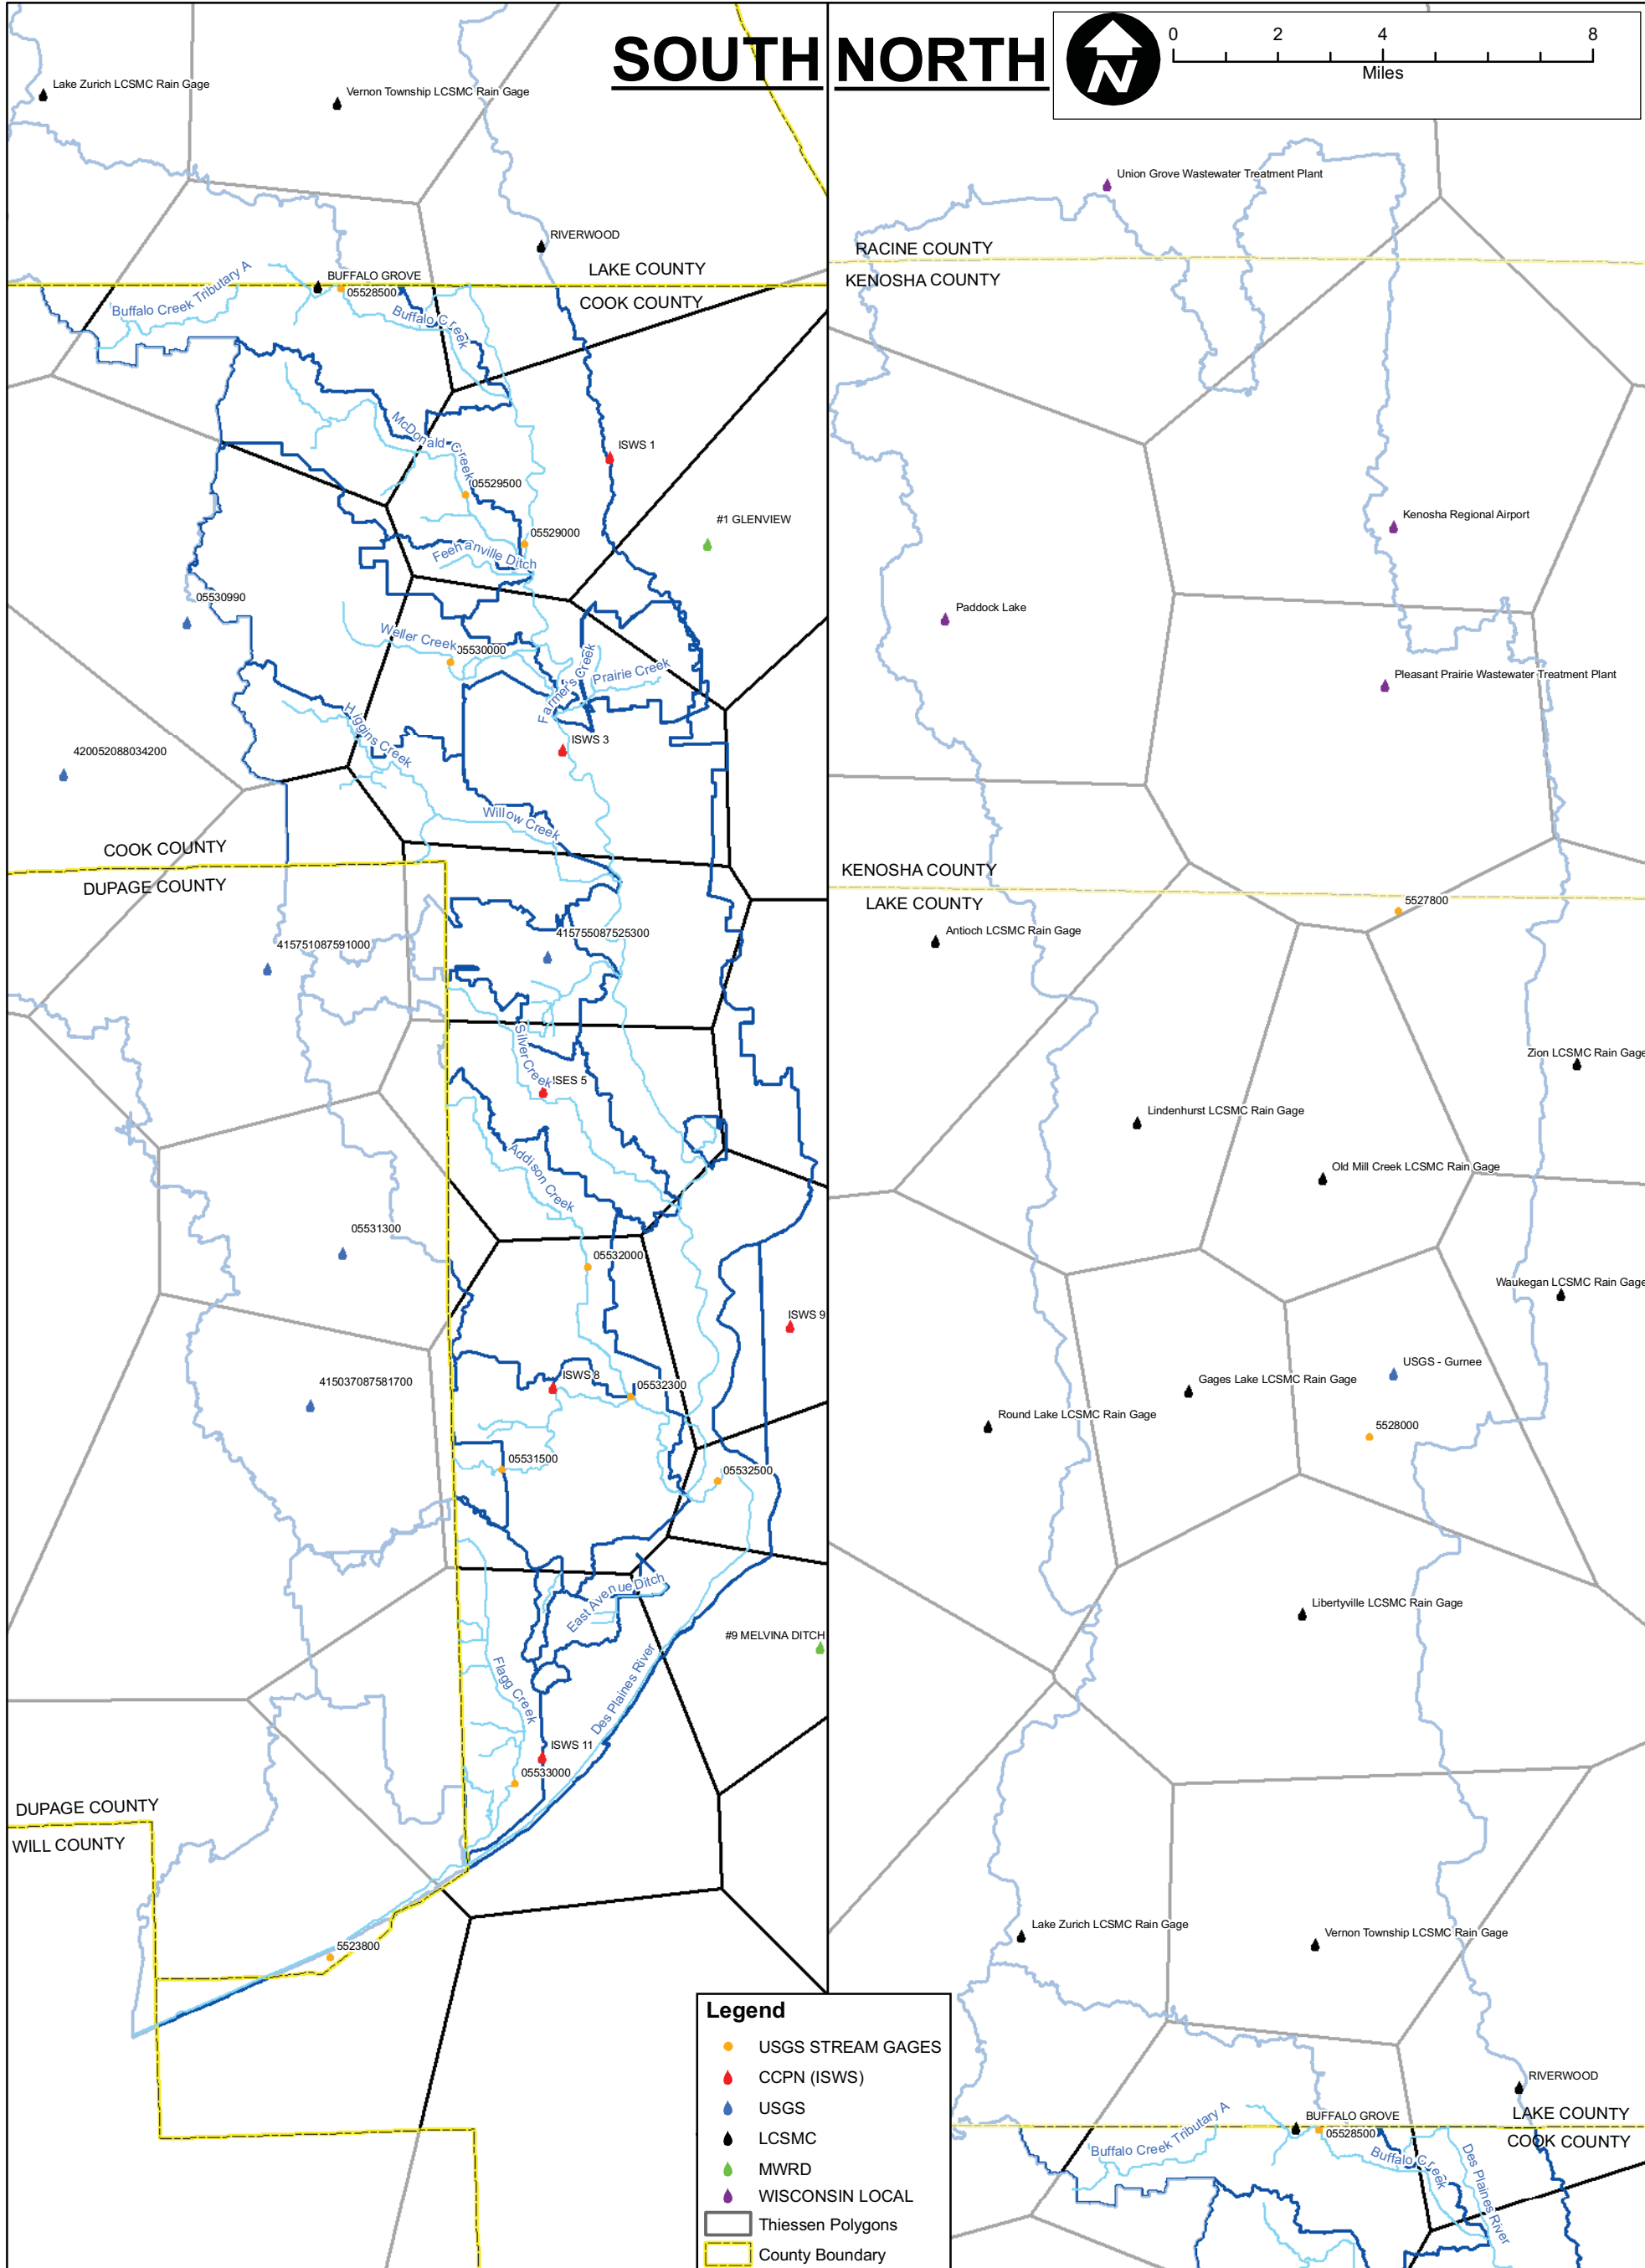 SOUTH
Lake Zurich LCSMC Rain Gage
Vernon Township LCSMC Rain Gage
RIVERWOOD
LAKE COUNTY
BUFFALO GROVE
05528500
COOK COUNTY
Buffalo Creek Tributary A
Buffalo Creek
McDonald Creek
ISWS 1
05529500
#1 GLENVIEW
05529000
Feehanville Ditch
05530990
Weller Creek
05530000
Farmer's Creek
Prairie Creek
Higgins Creek
ISWS 3
420052088034200
Willow Creek
COOK COUNTY
DUPAGE COUNTY
415751087591000
415755087525300
Silver Creek
ISES 5
Addison Creek
05531300
05532000
ISWS 9
415037087581700
ISWS 8
05532300
05531500
05532500
East Avenue Ditch
#9 MELVINA DITCH
Flagg Creek
Des Plaines River
ISWS 11
05533000
DUPAGE COUNTY
WILL COUNTY
5523800
NORTH
N
0 2 4 8
Miles
Union Grove Wastewater Treatment Plant
RACINE COUNTY
KENOSHA COUNTY
Kenosha Regional Airport
Paddock Lake
Pleasant Prairie Wastewater Treatment Plant
KENOSHA COUNTY
LAKE COUNTY
5527800
Antioch LCSMC Rain Gage
Zion LCSMC Rain Gage
Lindenhurst LCSMC Rain Gage
Old Mill Creek LCSMC Rain Gage
Waukegan LCSMC Rain Gage
USGS - Gurnee
Gages Lake LCSMC Rain Gage
Round Lake LCSMC Rain Gage
5528000
Libertyville LCSMC Rain Gage
Lake Zurich LCSMC Rain Gage
Vernon Township LCSMC Rain Gage
RIVERWOOD
LAKE COUNTY
BUFFALO GROVE
05528500
COOK COUNTY
Buffalo Creek Tributary A
Buffalo Creek
Des Plaines River
Legend
USGS STREAM GAGES
CCPN (ISWS)
USGS
LCSMC
MWRD
WISCONSIN LOCAL
Thiessen Polygons
County Boundary